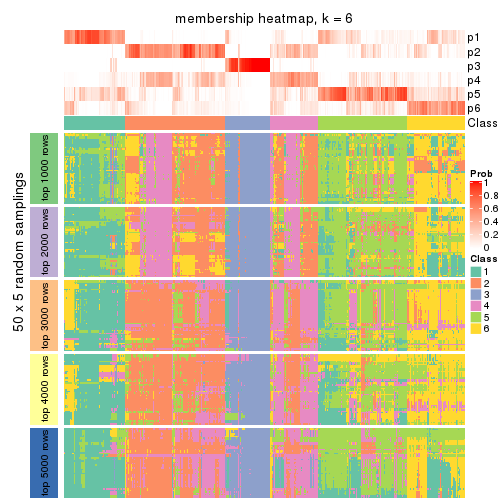 membership heatmap, k = 6
p1
p2
p3
p4
p5
p6
Class
50 x 5 random samplings
top 1000 rows
top 2000 rows
top 3000 rows
top 4000 rows
top 5000 rows
Prob
1
0.8
0.6
0.4
0.2
0
Class
1
2
3
4
5
6